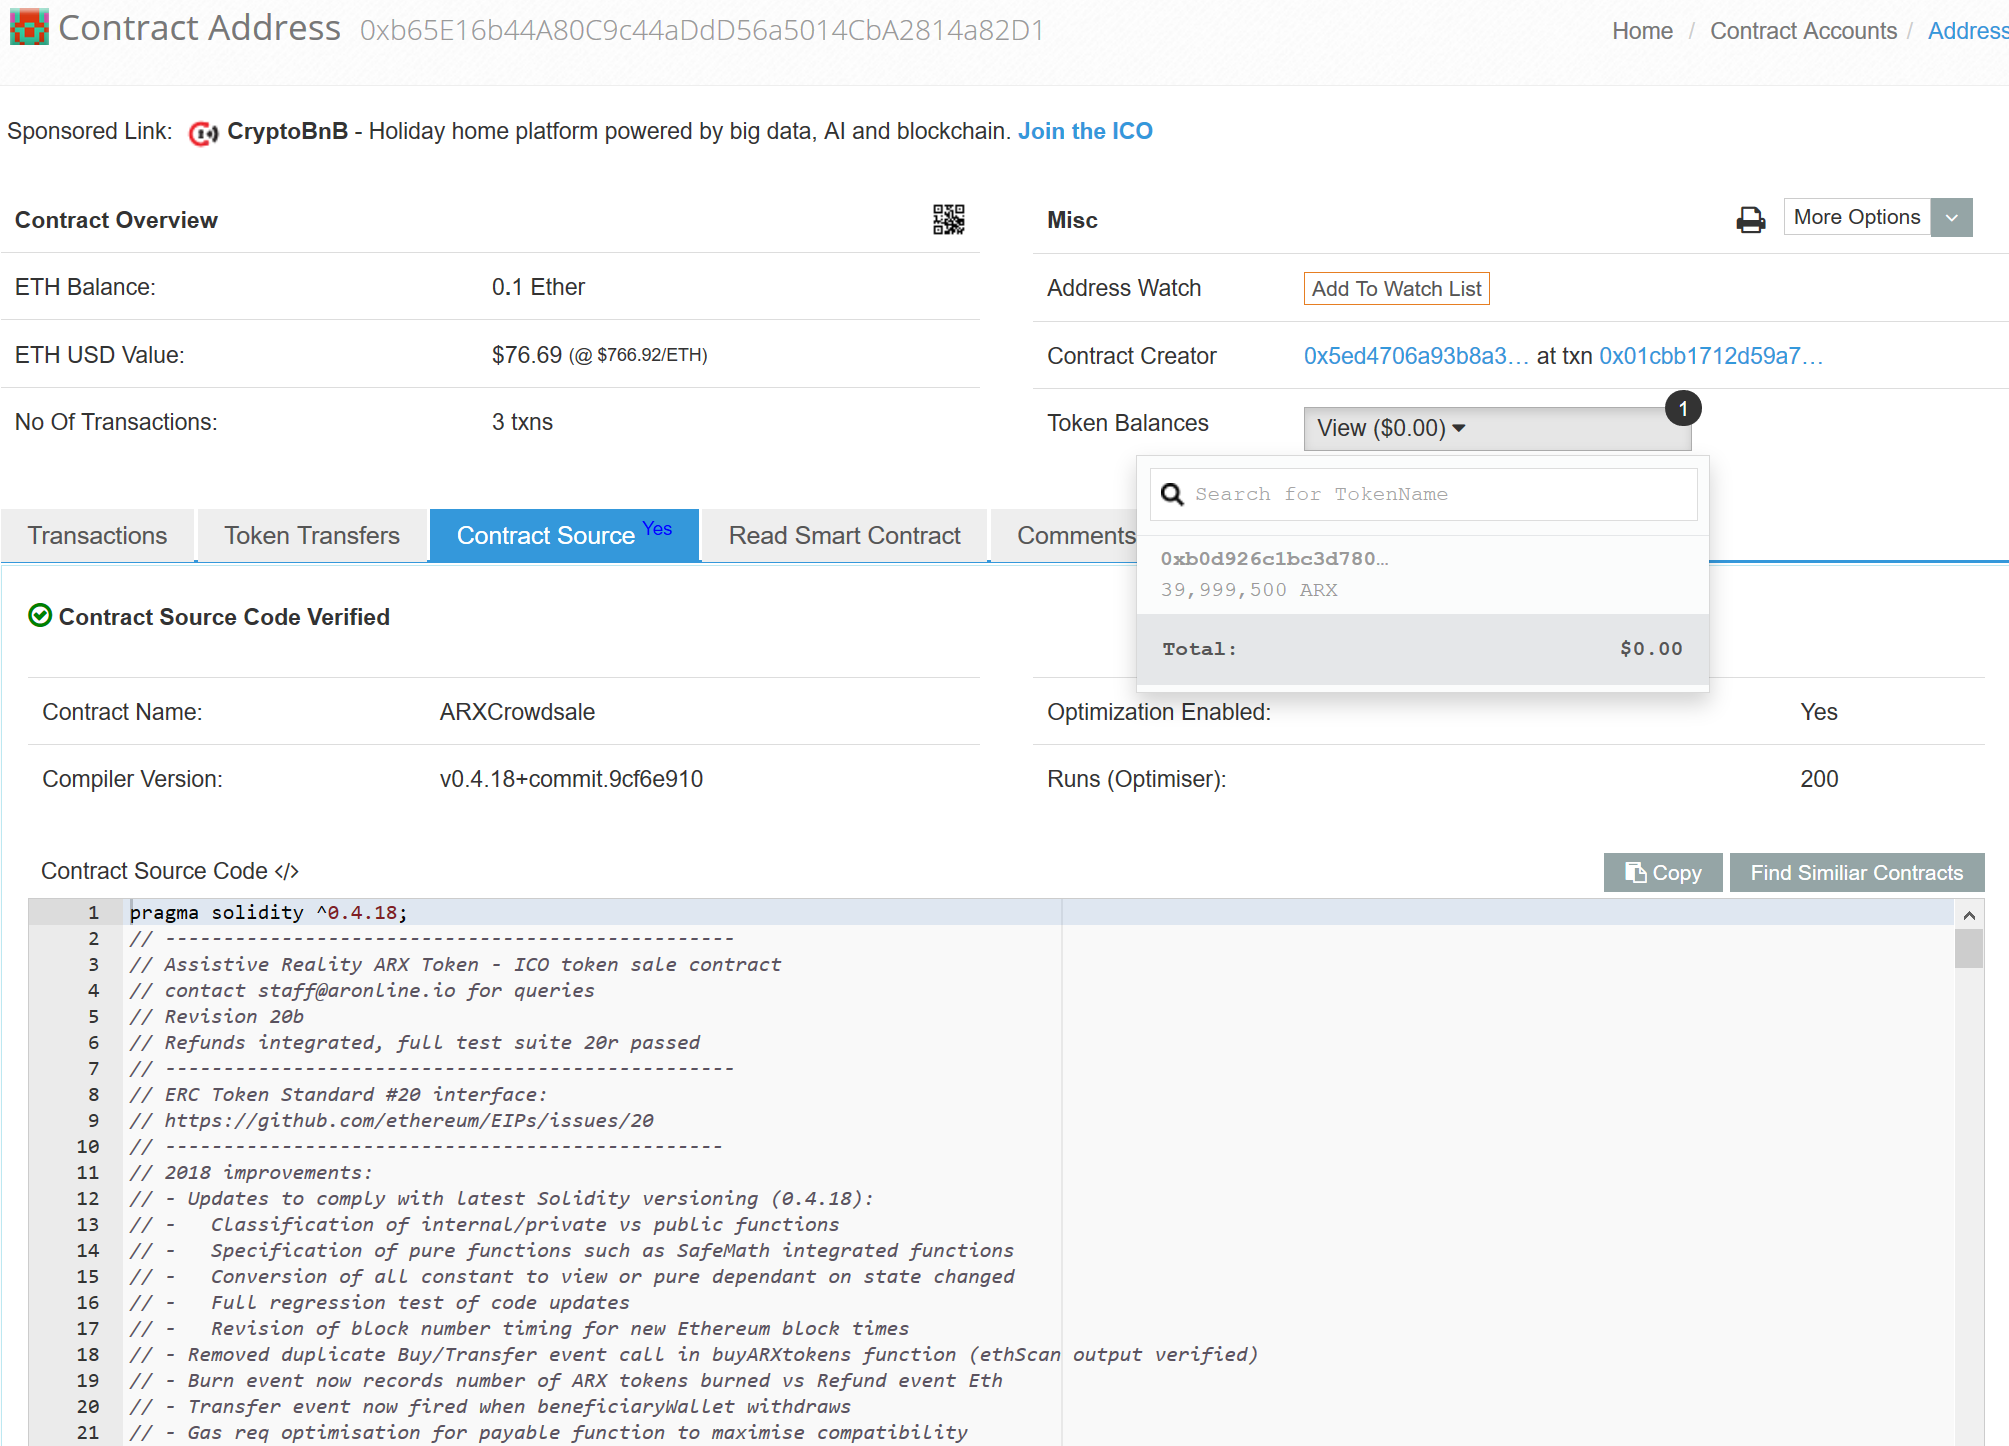 Contract Address 0xb65E16b44A80C9c44aDdD56a5014CbA2814a82D1
Home / Contract Accounts / Address
Sponsored Link: CryptoBnB - Holiday home platform powered by big data, AI and blockchain. Join the ICO
Contract Overview
ETH Balance: 0.1 Ether
ETH USD Value: $76.69 (@ $766.92/ETH)
No Of Transactions: 3 txns
Misc
More Options
Address Watch Add To Watch List
Contract Creator 0x5ed4706a93b8a3... at txn 0x01cbb1712d59a7...
Token Balances View ($0.00) 1
Search for TokenName
0xb0d926c1bc3d780...
39,999,500 ARX
Total: $0.00
Transactions Token Transfers Contract Source Yes Read Smart Contract Comments
Contract Source Code Verified
Contract Name: ARXCrowdsale
Optimization Enabled: Yes
Compiler Version: v0.4.18+commit.9cf6e910
Runs (Optimiser): 200
Contract Source Code </>
Copy Find Similiar Contracts
1 pragma solidity ^0.4.18;
2 // -------------------------------------------------
3 // Assistive Reality ARX Token - ICO token sale contract
4 // contact staff@aronline.io for queries
5 // Revision 20b
6 // Refunds integrated, full test suite 20r passed
7 // -------------------------------------------------
8 // ERC Token Standard #20 interface:
9 // https://github.com/ethereum/EIPs/issues/20
10 // ------------------------------------------------
11 // 2018 improvements:
12 // - Updates to comply with latest Solidity versioning (0.4.18):
13 // -   Classification of internal/private vs public functions
14 // -   Specification of pure functions such as SafeMath integrated functions
15 // -   Conversion of all constant to view or pure dependant on state changed
16 // -   Full regression test of code updates
17 // -   Revision of block number timing for new Ethereum block times
18 // - Removed duplicate Buy/Transfer event call in buyARXtokens function (ethScan output verified)
19 // - Burn event now records number of ARX tokens burned vs Refund event Eth
20 // - Transfer event now fired when beneficiaryWallet withdraws
21 // - Gas req optimisation for payable function to maximise compatibility